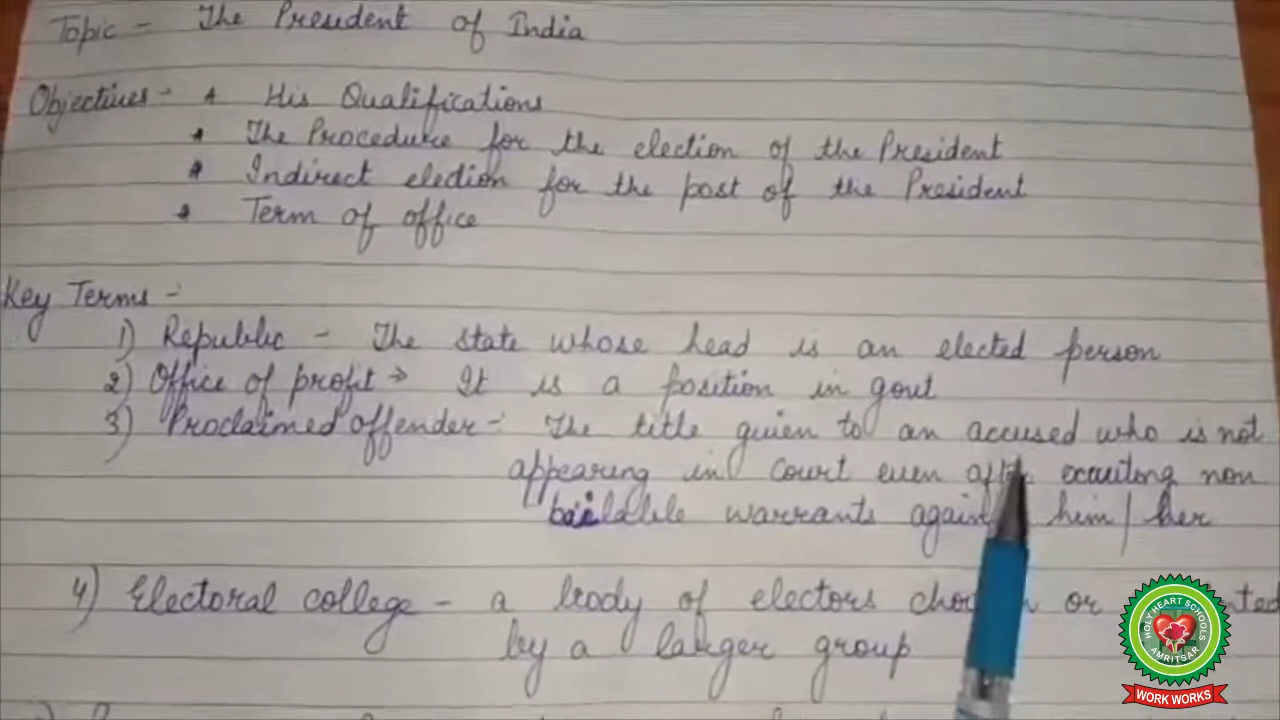 Topic - The President of India
Objectives - * His Qualifications
* The Procedure for the election of the President
* Indirect election for the post of the President
* Term of office
Key Terms :-
1) Republic - The state whose head is an elected person
2) Office of profit → It is a position in govt
3) Proclaimed offender :- The title given to an accused who is not
appearing in court even after excuiting non
bailable warrants against him/her
4) Electoral college - a body of electors chosen or
by a larger group
HOLY HEART SCHOOLS
AMRITSAR
WORK WORKS